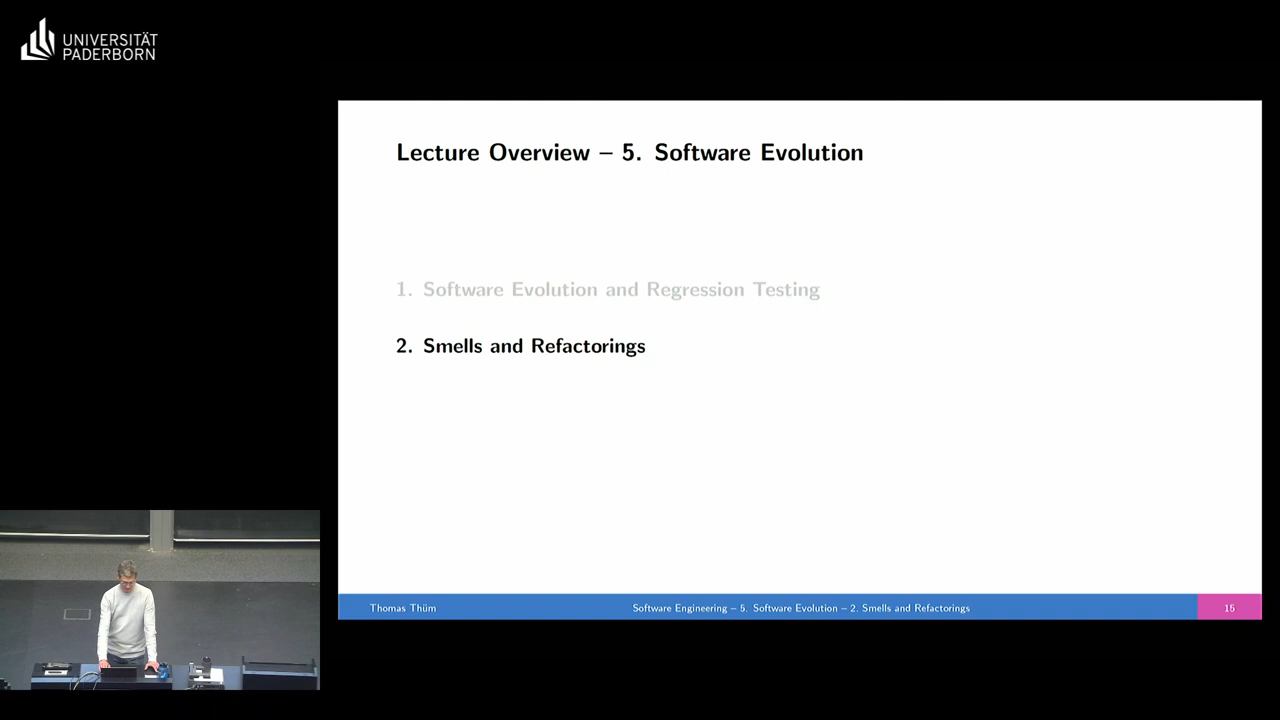 UNIVERSITÄT
PADERBORN
Lecture Overview – 5. Software Evolution
1. Software Evolution and Regression Testing
2. Smells and Refactorings
Thomas Thüm
Software Engineering – 5. Software Evolution – 2. Smells and Refactorings
15